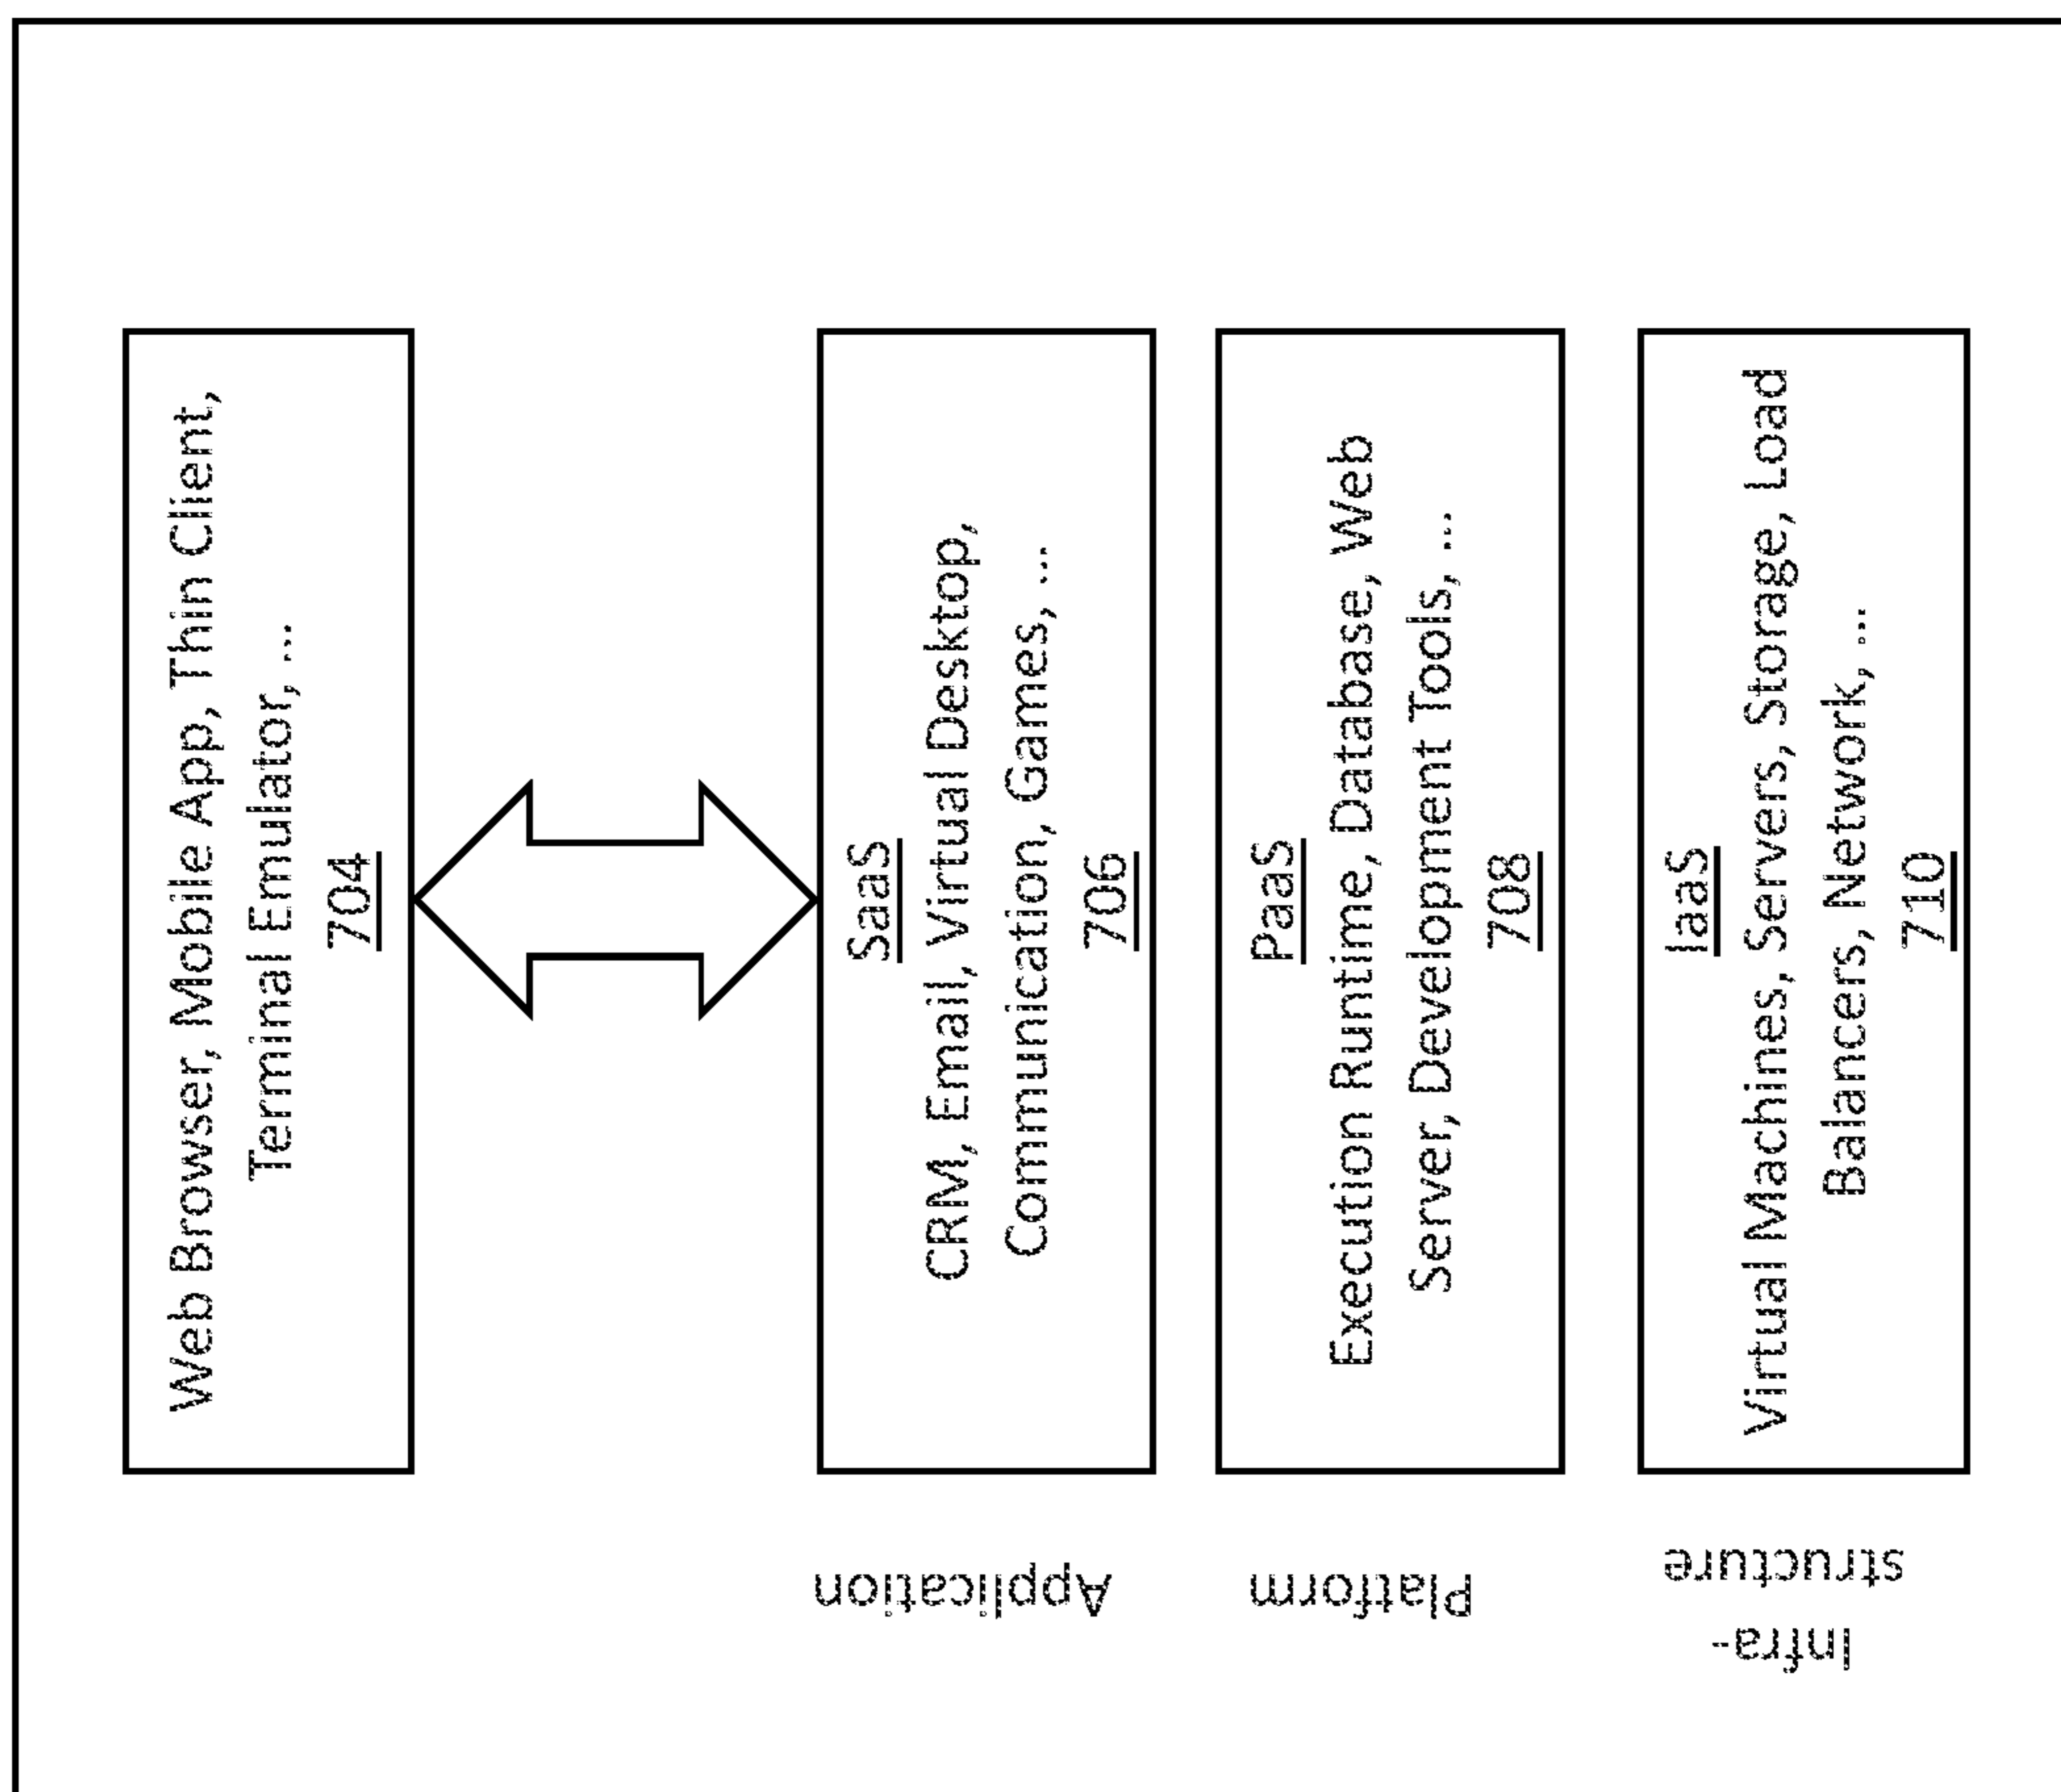 Web Browser, Mobile App, Thin Client,
Terminal Emulator, ...
704
SaaS
CRM, Email, Virtual Desktop,
Communication, Games, ...
706
Application
PaaS
Execution Runtime, Database, Web
Server, Development Tools, ...
708
Platform
IaaS
Virtual Machines, Servers, Storage, Load
Balancers, Network, ...
710
Infra-
structure